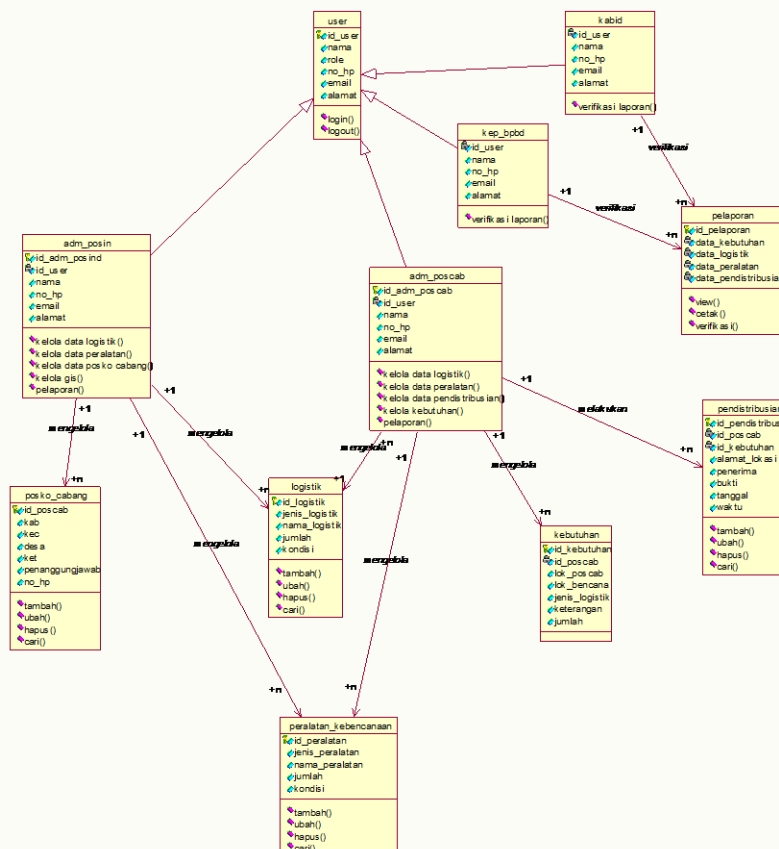 user
id_user
nama
role
no_hp
email
alamat
login()
logout()
kabid
id_user
nama
no_hp
email
alamat
verifikasi laporan()
kep_bpbd
id_user
nama
no_hp
email
alamat
verifikasi laporan()
+1
verifikasi
+n
+1
verifikasi
+n
pelaporan
id_pelaporan
data_kebutuhan
data_logistik
data_peralatan
data_pendistribusian
view()
cetak()
verifikasi()
adm_posin
id_adm_posind
id_user
nama
no_hp
email
alamat
kelola data logistik()
kelola data peralatan()
kelola data posko cabang()
kelola gis()
pelaporan()
adm_poscab
id_adm_poscab
id_user
nama
no_hp
email
alamat
kelola data logistik()
kelola data peralatan()
kelola data pendistribusian()
kelola kebutuhan()
pelaporan()
+1
mengelola
+n
+1
mengelola
+n
+1
mengelola
+n
+n
mengelola
+1
+1
mengelola
+n
+1
mengelola
+n
+1
melakukan
+n
posko_cabang
id_poscab
kab
kec
desa
ket
penanggungjawab
no_hp
tambah()
ubah()
hapus()
cari()
logistik
id_logistik
jenis_logistik
nama_logistik
jumlah
kondisi
tambah()
ubah()
hapus()
cari()
kebutuhan
id_kebutuhan
id_poscab
lok_poscab
lok_bencana
jenis_logistik
keterangan
jumlah
pendistribusian
id_pendistribus
id_poscab
id_kebutuhan
alamat_lokasi
penerima
bukti
tanggal
waktu
tambah()
ubah()
hapus()
cari()
peralatan_kebencanaan
id_peralatan
jenis_peralatan
nama_peralatan
jumlah
kondisi
tambah()
ubah()
hapus()
cari()